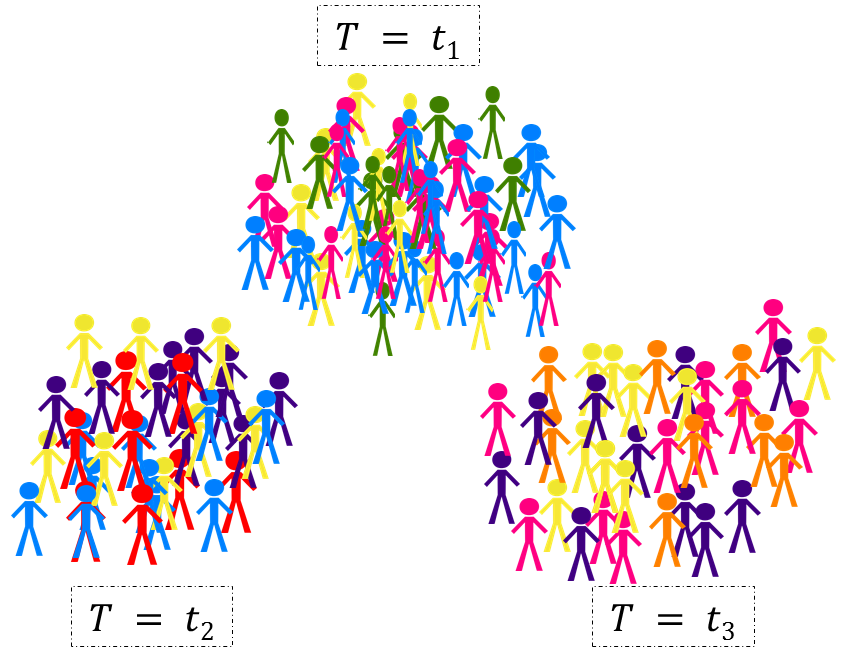 T = t₁
T = t₂
T = t₃